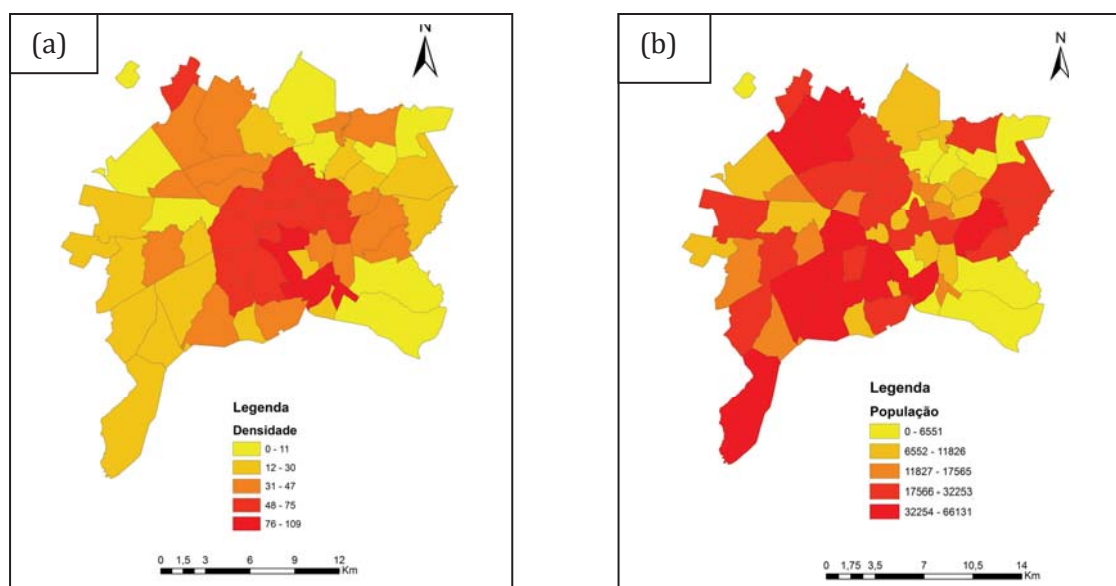 (a)
N
Legenda
Densidade
0 - 11
12 - 30
31 - 47
48 - 75
76 - 109
0 1,5 3 6 9 12
Km
(b)
N
Legenda
População
0 - 6551
6552 - 11826
11827 - 17565
17566 - 32253
32254 - 66131
0 1,75 3,5 7 10,5 14
Km